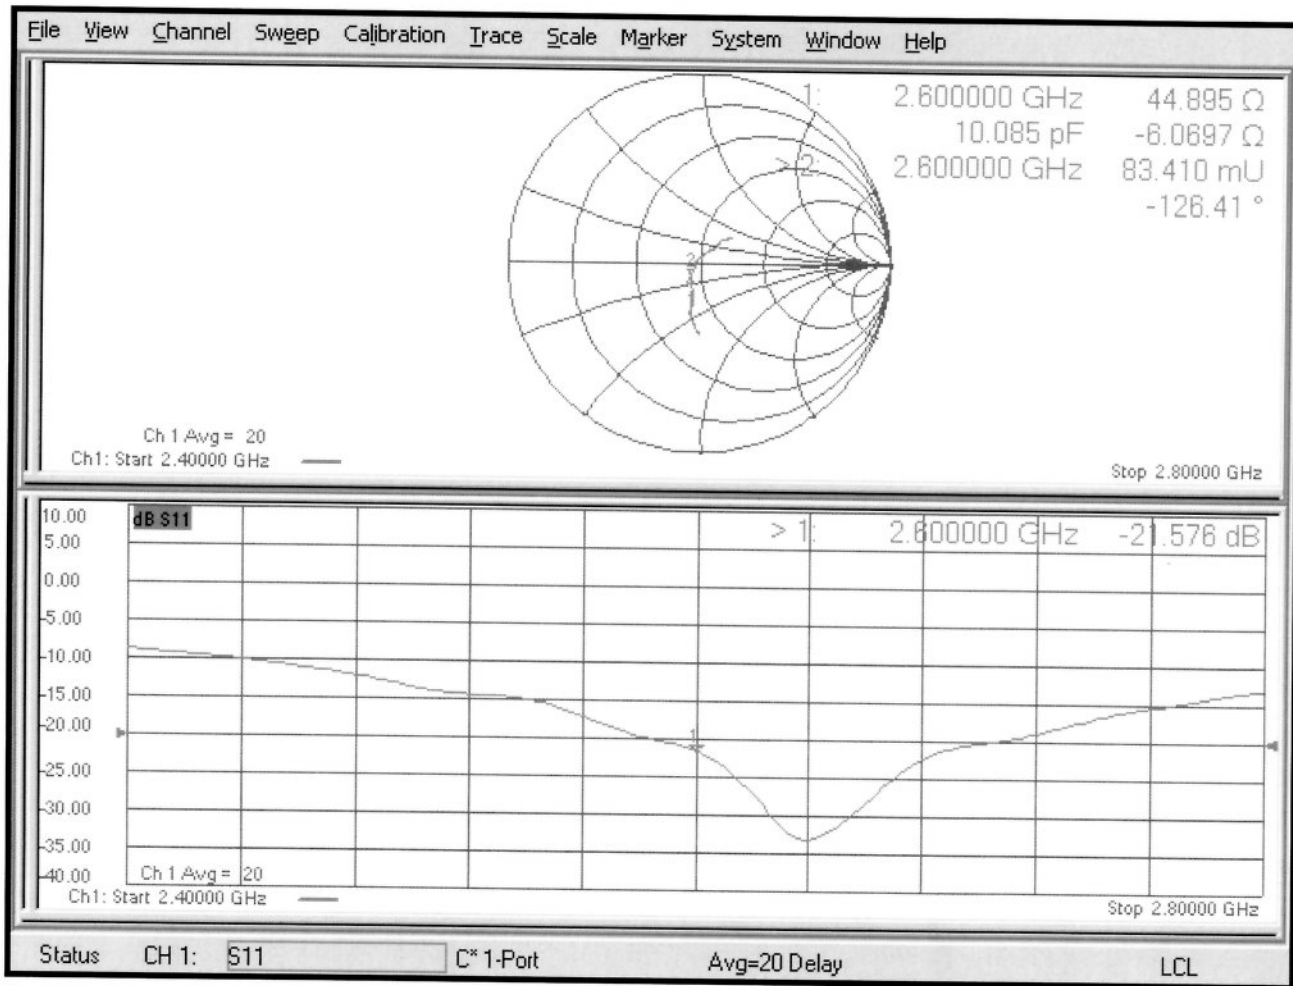 File View Channel Sweep Calibration Trace Scale Marker System Window Help
1: 2.600000 GHz 44.895 Ω
10.085 pF -6.0697 Ω
> 2: 2.600000 GHz 83.410 mU
-126.41 °
2
1
Ch 1 Avg = 20
Ch1: Start 2.40000 GHz
Stop 2.80000 GHz
10.00
dB S11
> 1: 2.600000 GHz -21.576 dB
5.00
0.00
-5.00
-10.00
-15.00
-20.00
1
-25.00
-30.00
-35.00
-40.00
Ch 1 Avg = 20
Ch1: Start 2.40000 GHz
Stop 2.80000 GHz
Status CH 1: S11 C* 1-Port Avg=20 Delay LCL